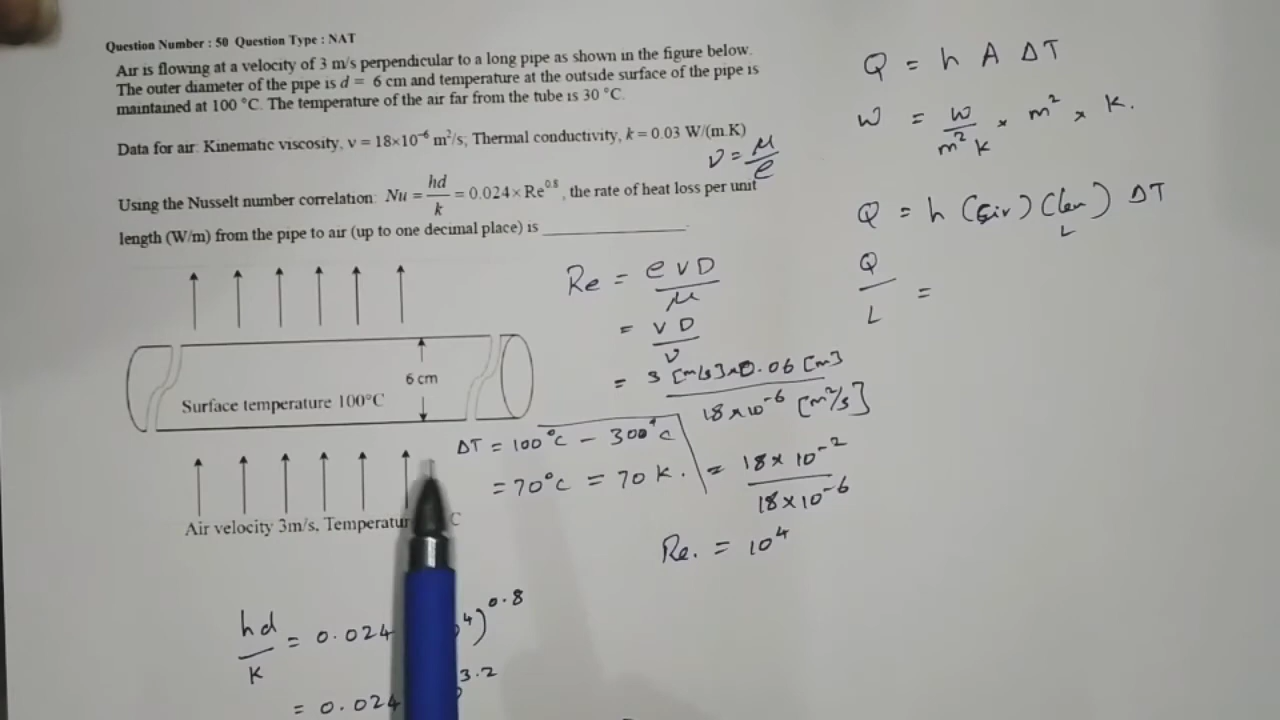 Question Number : 50 Question Type : NAT
Air is flowing at a velocity of 3 m/s perpendicular to a long pipe as shown in the figure below.
The outer diameter of the pipe is d = 6 cm and temperature at the outside surface of the pipe is
maintained at 100 °C. The temperature of the air far from the tube is 30 °C.
Data for air: Kinematic viscosity, ν = 18×10⁻⁶ m²/s; Thermal conductivity, k = 0.03 W/(m.K)
ν = μ/ρ
Using the Nusselt number correlation: Nu = hd/k = 0.024 × Re^0.8, the rate of heat loss per unit
length (W/m) from the pipe to air (up to one decimal place) is ____________.
6 cm
Surface temperature 100°C
Air velocity 3m/s, C
Re = ρ V D / μ
= V D / ν
= 3 [m/s] × 0.06 [m] / 18×10⁻⁶ [m²/s]
= 18 × 10⁻² / 18×10⁻⁶
Re. = 10⁴
ΔT = 100°C − 300°C
= 70°C = 70 K.
hd/K = 0.024 4)^0.8
= 0.024 3.2
Q = h A ΔT
W = W/m²K × m² × K.
Q = h (Cir) (len) ΔT
L
Q/L =